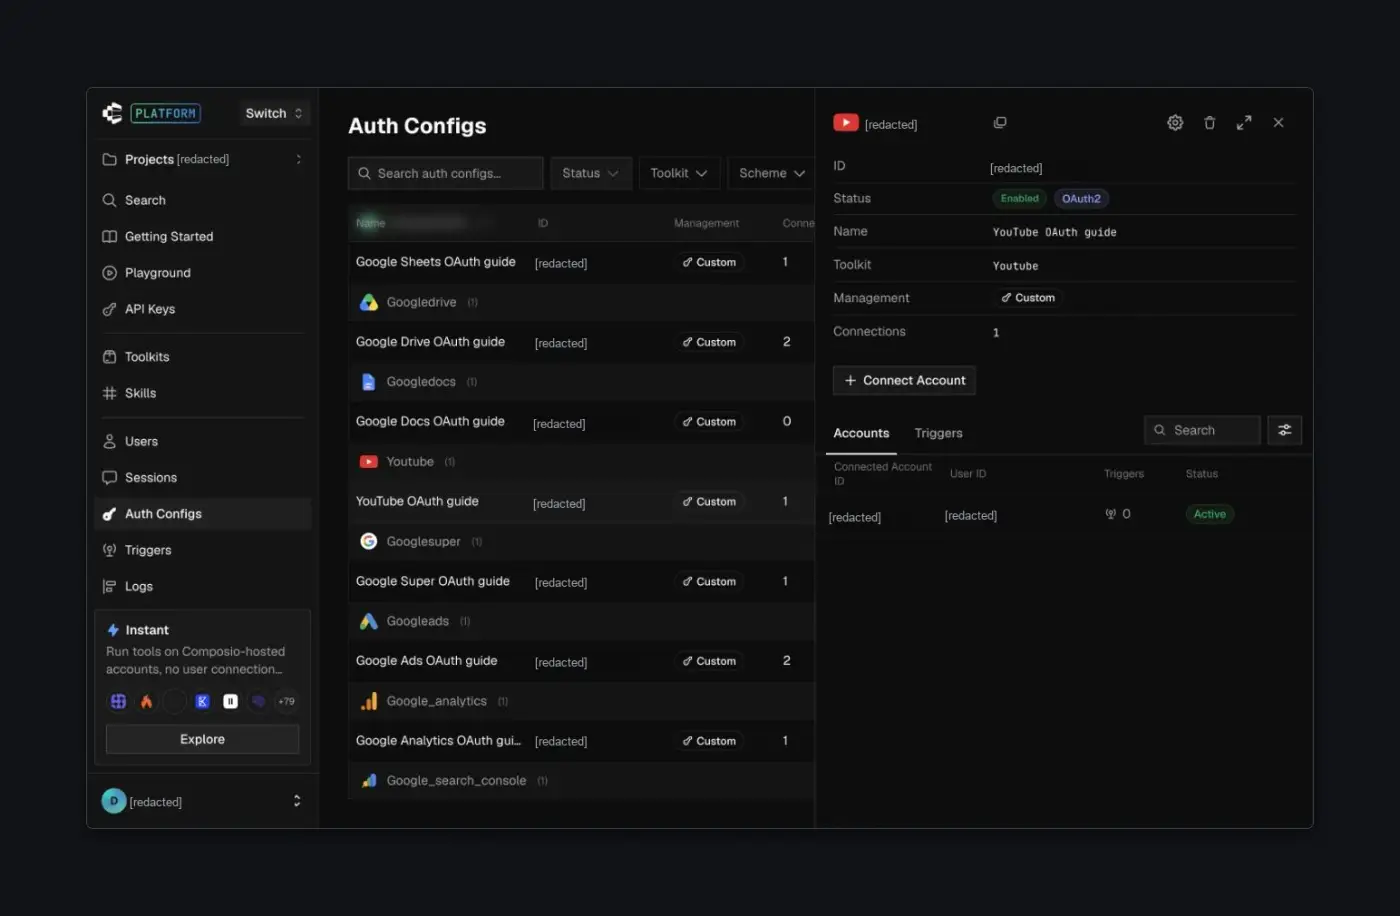 PLATFORM
Switch
Projects [redacted]
Search
Getting Started
Playground
API Keys
Toolkits
Skills
Users
Sessions
Auth Configs
Triggers
Logs
Instant
Run tools on Composio-hosted
accounts, no user connection...
+79
Explore
D [redacted]
Auth Configs
Search auth configs...
Status
Toolkit
Scheme
Name ID Management Conne
Google Sheets OAuth guide [redacted] Custom 1
Googledrive (1)
Google Drive OAuth guide [redacted] Custom 2
Googledocs (1)
Google Docs OAuth guide [redacted] Custom 0
Youtube (1)
YouTube OAuth guide [redacted] Custom 1
Googlesuper (1)
Google Super OAuth guide [redacted] Custom 1
Googleads (1)
Google Ads OAuth guide [redacted] Custom 2
Google_analytics (1)
Google Analytics OAuth gui... [redacted] Custom 1
Google_search_console (1)
[redacted]
ID [redacted]
Status Enabled OAuth2
Name YouTube OAuth guide
Toolkit Youtube
Management Custom
Connections 1
+ Connect Account
Accounts Triggers Search
Connected Account
ID
User ID Triggers Status
[redacted] [redacted] 0 Active